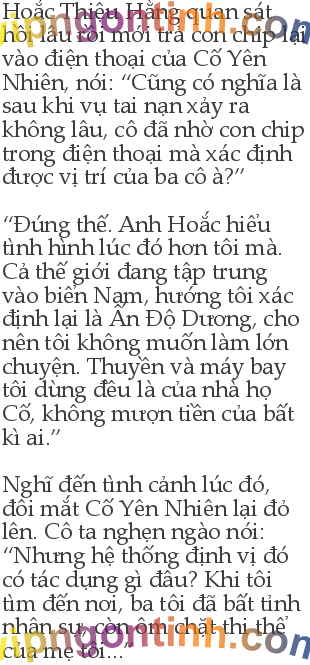 Hoắc Thiệu Hằng quan sát
hồi lâu rồi mới trả con chip lại
vào điện thoại của Cố Yên
Nhiên, nói: “Cũng có nghĩa là
sau khi vụ tai nạn xảy ra
không lâu, cô đã nhờ con chip
trong điện thoại mà xác định
được vị trí của ba cô à?”
“Đúng thế. Anh Hoắc hiểu
tình hình lúc đó hơn tôi mà.
Cả thế giới đang tập trung
vào biển Nam, hướng tôi xác
định lại là Ấn Độ Dương, cho
nên tôi không muốn làm lớn
chuyện. Thuyền và máy bay
tôi dùng đều là của nhà họ
Cố, không mượn tiền của bất
kì ai.”
Nghĩ đến tình cảnh lúc đó,
đôi mắt Cố Yên Nhiên lại đỏ
lên. Cô ta nghẹn ngào nói:
“Nhưng hệ thống định vị đó
có tác dụng gì đâu? Khi tôi
tìm đến nơi, ba tôi đã bất tỉnh
nhân sự, còn ôm chặt thi thể
của mẹ tôi...”
vipngontinh.com
vipngontinh.com